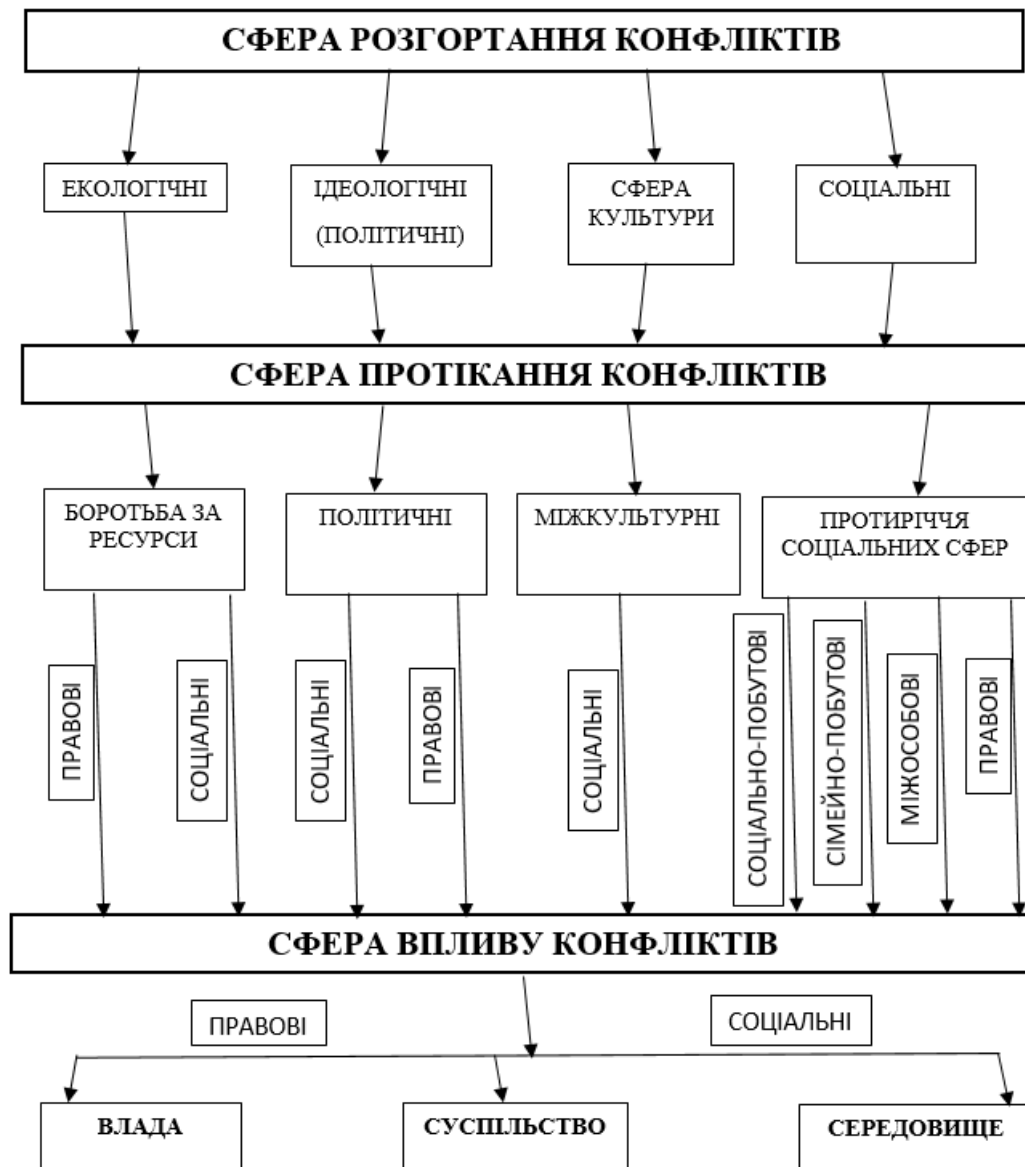 СФЕРА РОЗГОРТАННЯ КОНФЛІКТІВ
ЕКОЛОГІЧНІ
ІДЕОЛОГІЧНІ
(ПОЛІТИЧНІ)
СФЕРА
КУЛЬТУРИ
СОЦІАЛЬНІ
СФЕРА ПРОТІКАННЯ КОНФЛІКТІВ
БОРОТЬБА ЗА
РЕСУРСИ
ПОЛІТИЧНІ
МІЖКУЛЬТУРНІ
ПРОТИРІЧЧЯ
СОЦІАЛЬНИХ СФЕР
ПРАВОВІ
СОЦІАЛЬНІ
СОЦІАЛЬНІ
ПРАВОВІ
СОЦІАЛЬНІ
СОЦІАЛЬНО-ПОБУТОВІ
СІМЕЙНО-ПОБУТОВІ
МІЖОСОБОВІ
ПРАВОВІ
СФЕРА ВПЛИВУ КОНФЛІКТІВ
ПРАВОВІ
СОЦІАЛЬНІ
ВЛАДА
СУСПІЛЬСТВО
СЕРЕДОВИЩЕ